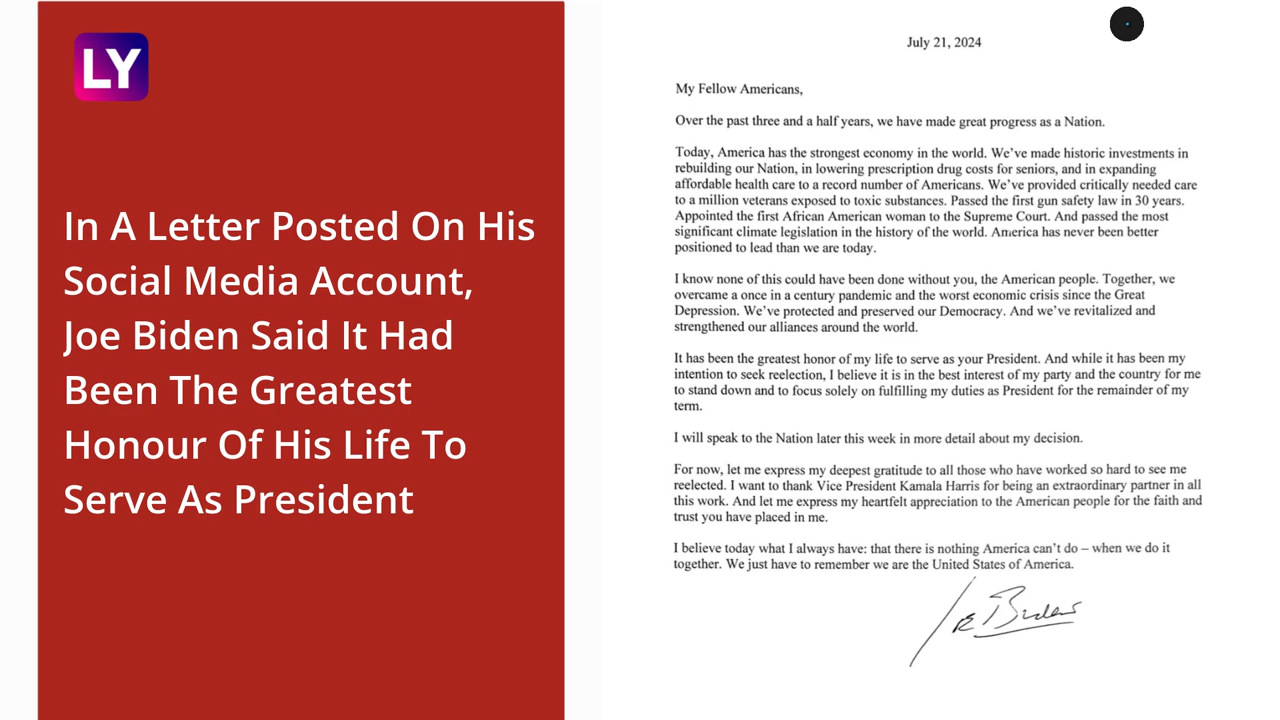 LY
In A Letter Posted On His
Social Media Account,
Joe Biden Said It Had
Been The Greatest
Honour Of His Life To
Serve As President
July 21, 2024
My Fellow Americans,
Over the past three and a half years, we have made great progress as a Nation.
Today, America has the strongest economy in the world. We've made historic investments in
rebuilding our Nation, in lowering prescription drug costs for seniors, and in expanding
affordable health care to a record number of Americans. We've provided critically needed care
to a million veterans exposed to toxic substances. Passed the first gun safety law in 30 years.
Appointed the first African American woman to the Supreme Court. And passed the most
significant climate legislation in the history of the world. America has never been better
positioned to lead than we are today.
I know none of this could have been done without you, the American people. Together, we
overcame a once in a century pandemic and the worst economic crisis since the Great
Depression. We've protected and preserved our Democracy. And we've revitalized and
strengthened our alliances around the world.
It has been the greatest honor of my life to serve as your President. And while it has been my
intention to seek reelection, I believe it is in the best interest of my party and the country for me
to stand down and to focus solely on fulfilling my duties as President for the remainder of my
term.
I will speak to the Nation later this week in more detail about my decision.
For now, let me express my deepest gratitude to all those who have worked so hard to see me
reelected. I want to thank Vice President Kamala Harris for being an extraordinary partner in all
this work. And let me express my heartfelt appreciation to the American people for the faith and
trust you have placed in me.
I believe today what I always have: that there is nothing America can't do – when we do it
together. We just have to remember we are the United States of America.
Joe Biden